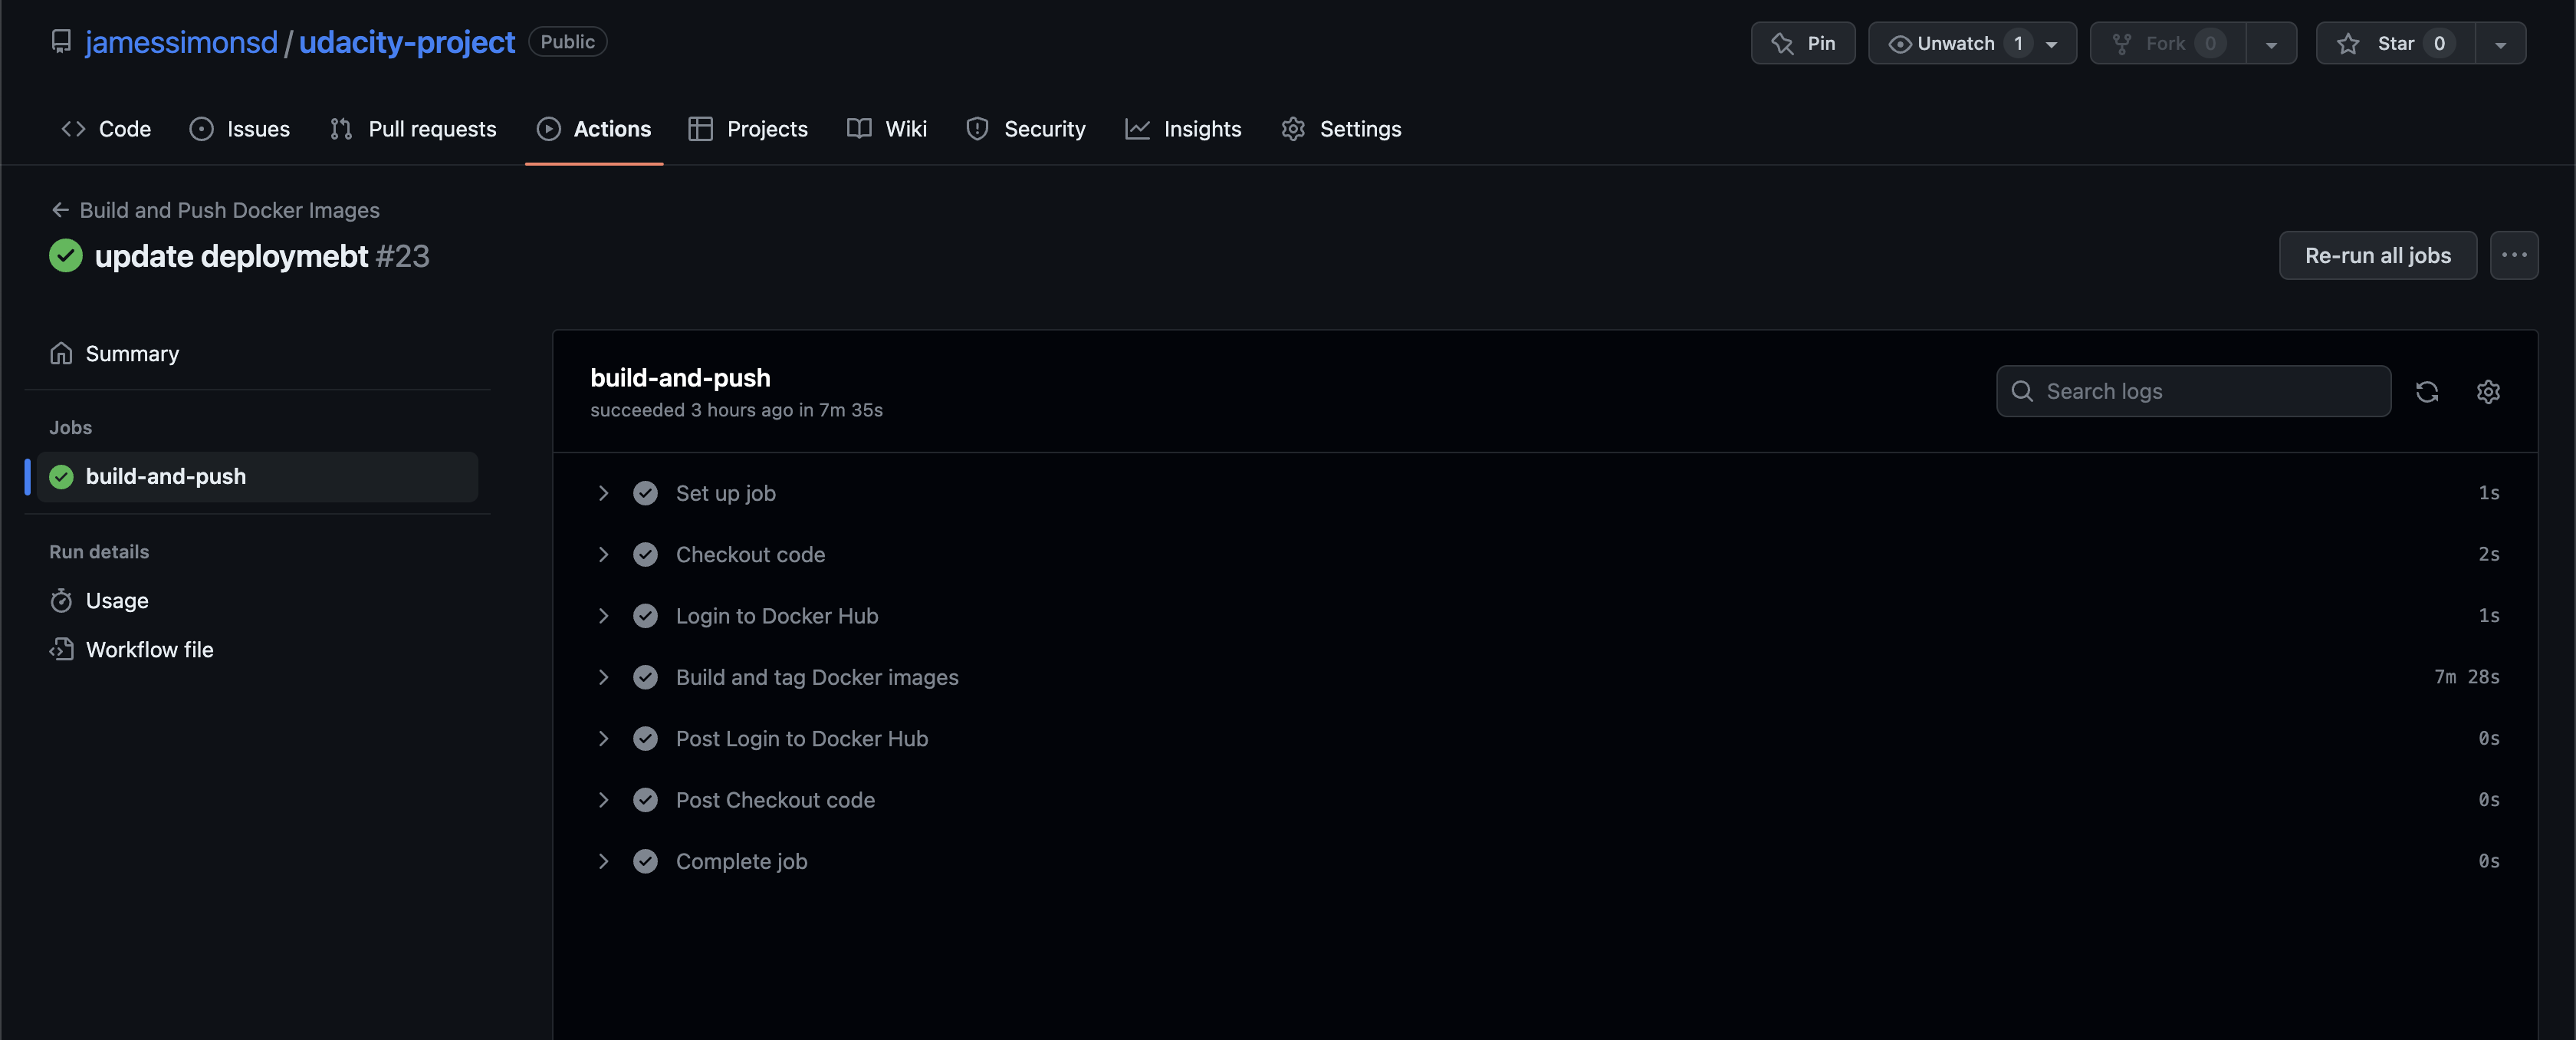 jamessimonsd / udacity-project Public
Pin Unwatch 1 Fork 0 Star 0
Code Issues Pull requests Actions Projects Wiki Security Insights Settings
Build and Push Docker Images
update deploymebt #23
Re-run all jobs
Summary
Jobs
build-and-push
Run details
Usage
Workflow file
build-and-push
succeeded 3 hours ago in 7m 35s
Search logs
Set up job 1s
Checkout code 2s
Login to Docker Hub 1s
Build and tag Docker images 7m 28s
Post Login to Docker Hub 0s
Post Checkout code 0s
Complete job 0s